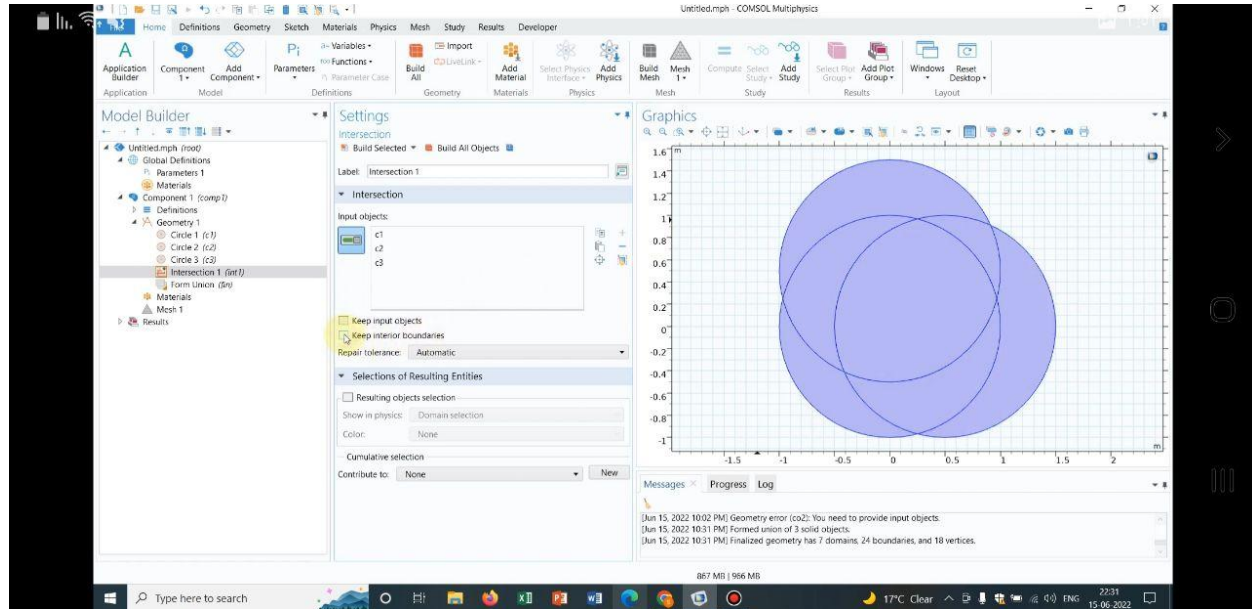 Untitled.mph - COMSOL Multiphysics
File Home Definitions Geometry Sketch Materials Physics Mesh Study Results Developer
Application Builder
Component 1
Add Component
Parameters
a= Variables
f(x) Functions
Parameter Case
Build All
Import
LiveLink
Add Material
Select Physics Interface
Add Physics
Build Mesh
Mesh 1
Compute
Select Study
Add Study
Select Plot Group
Add Plot Group
Windows
Reset Desktop
Application Model Definitions Geometry Materials Physics Mesh Study Results Layout
Model Builder
Untitled.mph (root)
Global Definitions
Parameters 1
Materials
Component 1 (comp1)
Definitions
Geometry 1
Circle 1 (c1)
Circle 2 (c2)
Circle 3 (c3)
Intersection 1 (int1)
Form Union (fin)
Materials
Mesh 1
Results
Settings
Intersection
Build Selected Build All Objects
Label: Intersection 1
Intersection
Input objects:
c1
c2
c3
Keep input objects
Keep interior boundaries
Repair tolerance: Automatic
Selections of Resulting Entities
Resulting objects selection
Show in physics: Domain selection
Color: None
Cumulative selection
Contribute to: None New
Graphics
m
1.6
1.4
1.2
1
0.8
0.6
0.4
0.2
0
-0.2
-0.4
-0.6
-0.8
-1
m
-1.5 -1 -0.5 0 0.5 1 1.5 2
Messages Progress Log
[Jun 15, 2022 10:02 PM] Geometry error (co2): You need to provide input objects.
[Jun 15, 2022 10:31 PM] Formed union of 3 solid objects.
[Jun 15, 2022 10:31 PM] Finalized geometry has 7 domains, 24 boundaries, and 18 vertices.
867 MB | 966 MB
Type here to search
17°C Clear
ENG
22:31
15-06-2022